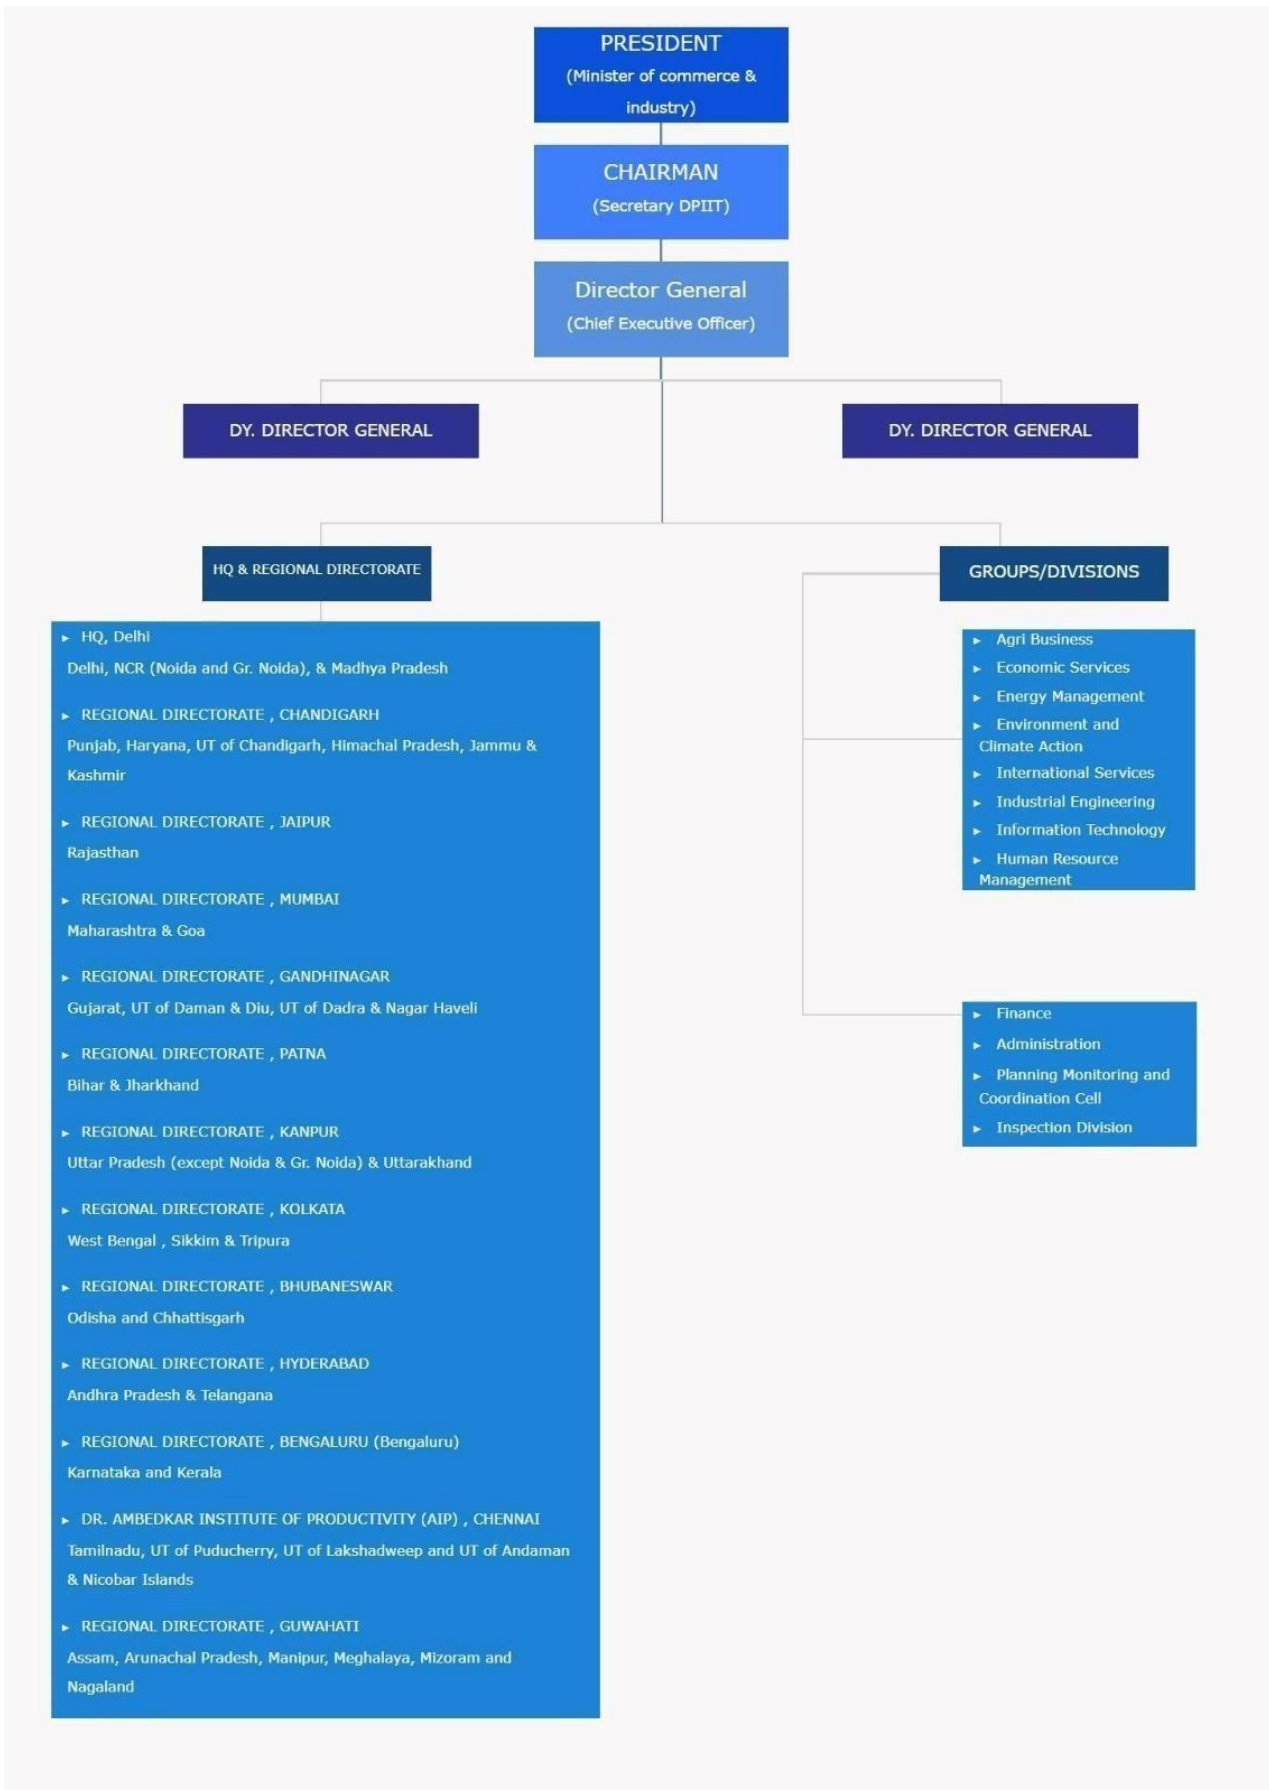 PRESIDENT
(Minister of commerce &
industry)
CHAIRMAN
(Secretary DPIIT)
Director General
(Chief Executive Officer)
DY. DIRECTOR GENERAL
DY. DIRECTOR GENERAL
HQ & REGIONAL DIRECTORATE
► HQ, Delhi
Delhi, NCR (Noida and Gr. Noida), & Madhya Pradesh
► REGIONAL DIRECTORATE , CHANDIGARH
Punjab, Haryana, UT of Chandigarh, Himachal Pradesh, Jammu &
Kashmir
► REGIONAL DIRECTORATE , JAIPUR
Rajasthan
► REGIONAL DIRECTORATE , MUMBAI
Maharashtra & Goa
► REGIONAL DIRECTORATE , GANDHINAGAR
Gujarat, UT of Daman & Diu, UT of Dadra & Nagar Haveli
► REGIONAL DIRECTORATE , PATNA
Bihar & Jharkhand
► REGIONAL DIRECTORATE , KANPUR
Uttar Pradesh (except Noida & Gr. Noida) & Uttarakhand
► REGIONAL DIRECTORATE , KOLKATA
West Bengal , Sikkim & Tripura
► REGIONAL DIRECTORATE , BHUBANESWAR
Odisha and Chhattisgarh
► REGIONAL DIRECTORATE , HYDERABAD
Andhra Pradesh & Telangana
► REGIONAL DIRECTORATE , BENGALURU (Bengaluru)
Karnataka and Kerala
► DR. AMBEDKAR INSTITUTE OF PRODUCTIVITY (AIP) , CHENNAI
Tamilnadu, UT of Puducherry, UT of Lakshadweep and UT of Andaman
& Nicobar Islands
► REGIONAL DIRECTORATE , GUWAHATI
Assam, Arunachal Pradesh, Manipur, Meghalaya, Mizoram and
Nagaland
GROUPS/DIVISIONS
► Agri Business
► Economic Services
► Energy Management
► Environment and
Climate Action
► International Services
► Industrial Engineering
► Information Technology
► Human Resource
Management
► Finance
► Administration
► Planning Monitoring and
Coordination Cell
► Inspection Division